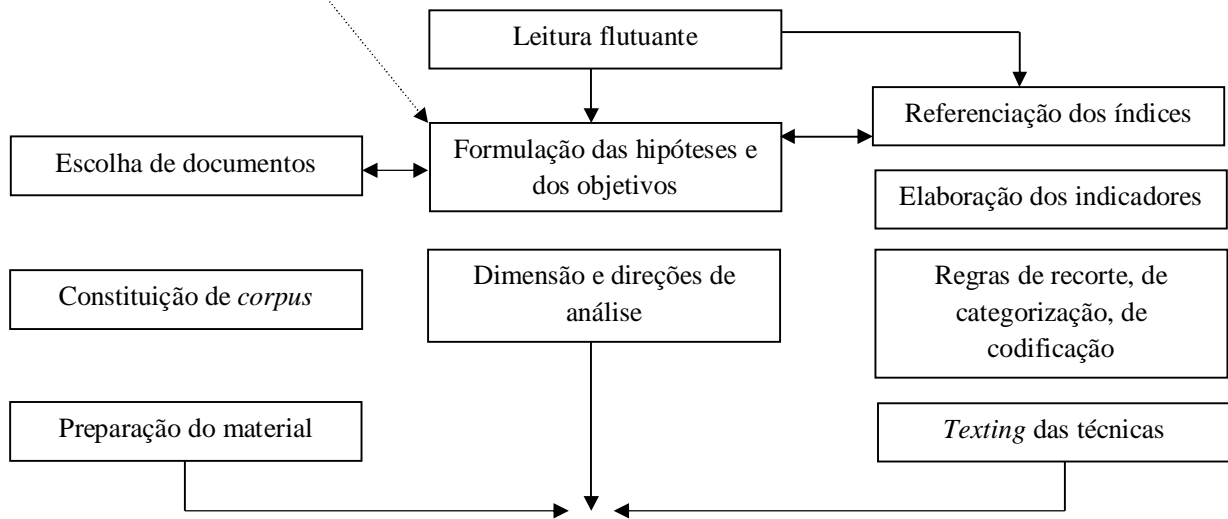 Leitura flutuante
Referenciação dos índices
Escolha de documentos
Formulação das hipóteses e
dos objetivos
Elaboração dos indicadores
Constituição de corpus
Dimensão e direções de
análise
Regras de recorte, de
categorização, de
codificação
Preparação do material
Texting das técnicas